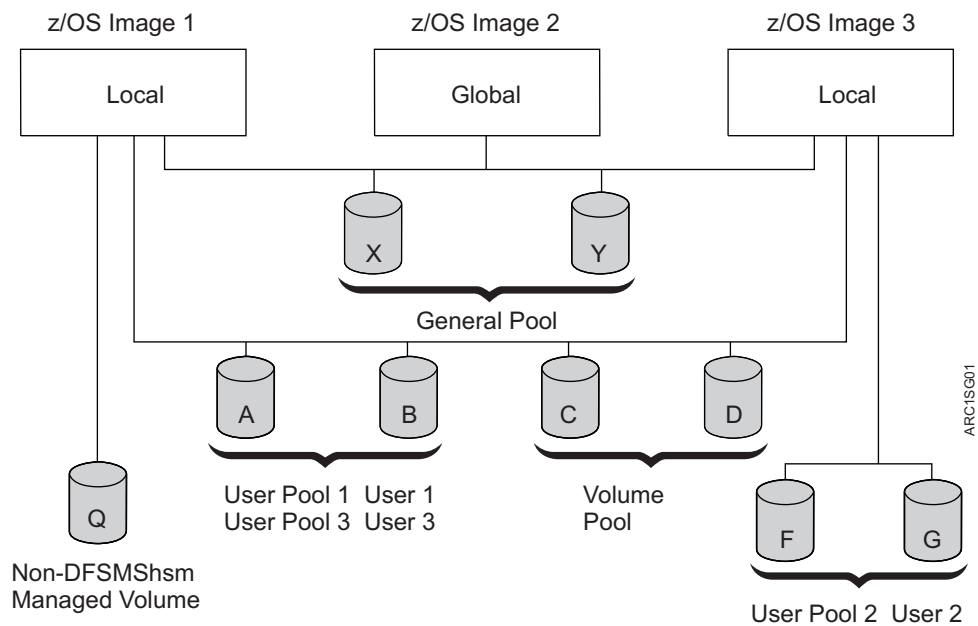 z/OS Image 1
z/OS Image 2
z/OS Image 3
Local
Global
Local
X
Y
General Pool
A
B
C
D
ARC1SG01
User Pool 1 User 1
User Pool 3 User 3
Volume
Pool
Q
F
G
Non-DFSMShsm
Managed Volume
User Pool 2 User 2